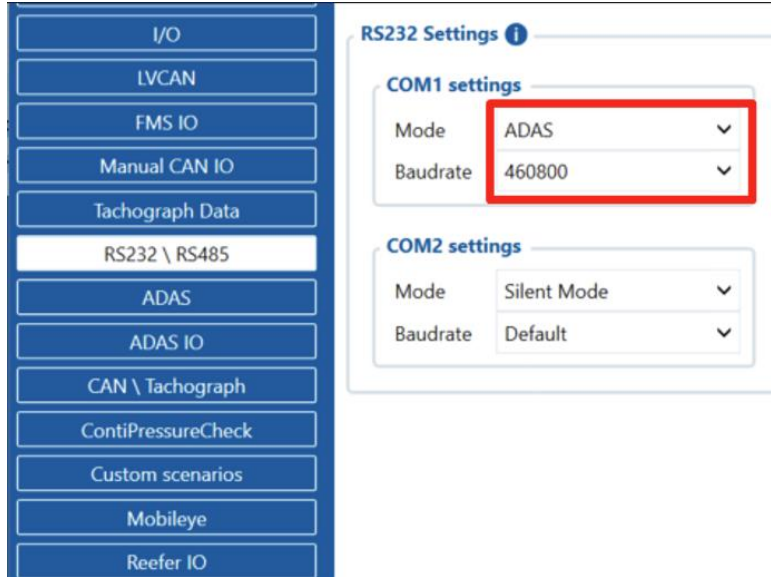 I/O
LVCAN
FMS IO
Manual CAN IO
Tachograph Data
RS232 \ RS485
ADAS
ADAS IO
CAN \ Tachograph
ContiPressureCheck
Custom scenarios
Mobileye
Reefer IO
RS232 Settings i
COM1 settings
Mode ADAS
Baudrate 460800
COM2 settings
Mode Silent Mode
Baudrate Default